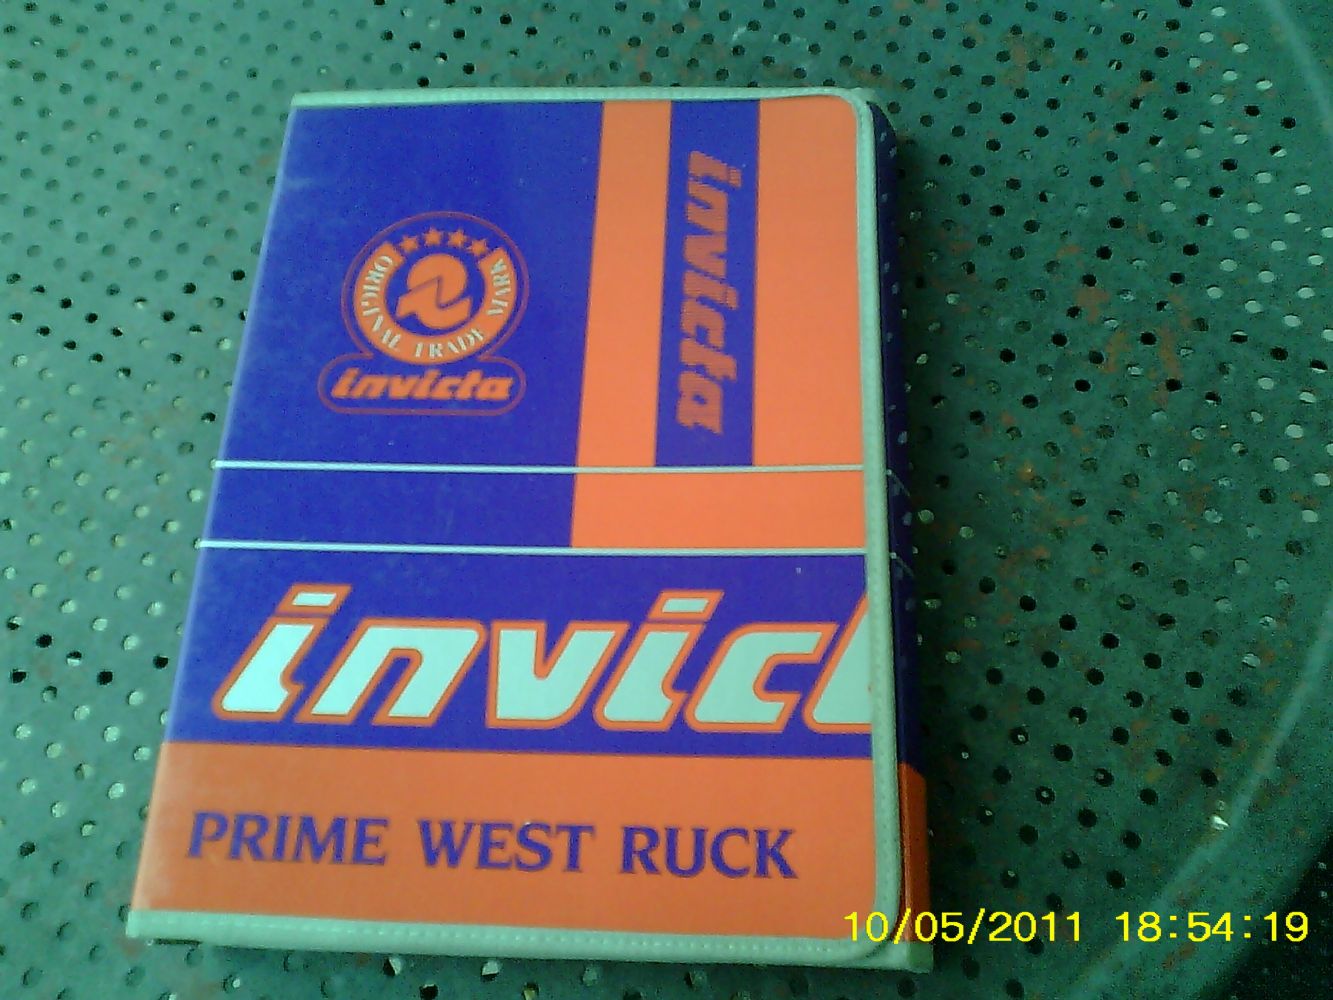 ORIGINAL TRADE MARK
invicta
invicta
invict
PRIME WEST RUCK
10/05/2011 18:54:19